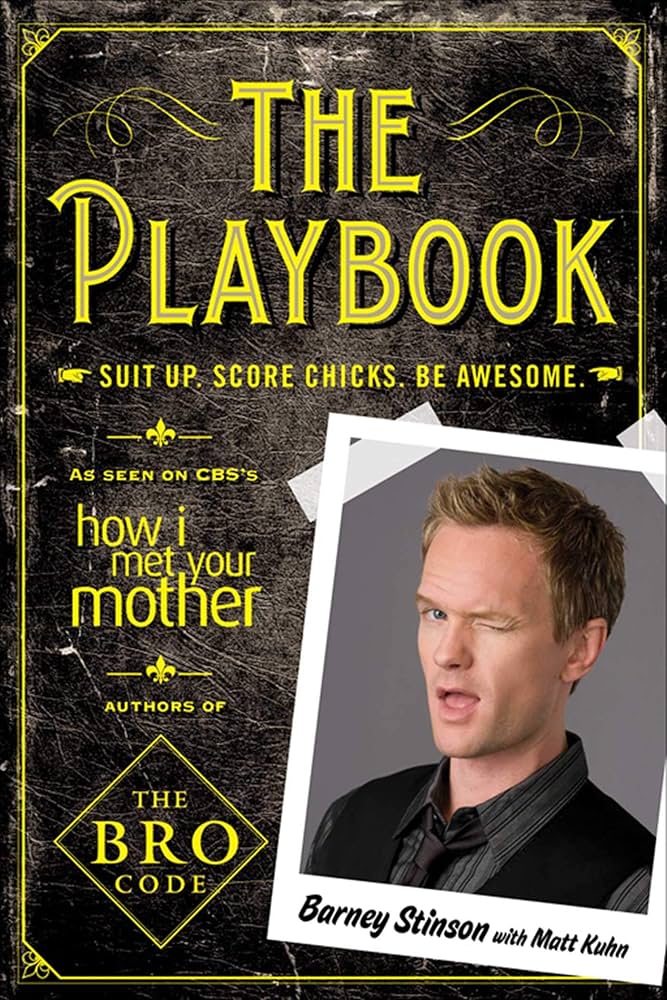 THE
PLAYBOOK
SUIT UP. SCORE CHICKS. BE AWESOME.
AS SEEN ON CBS'S
how i
met your
mother
AUTHORS OF
THE
BRO
CODE
Barney Stinson with Matt Kuhn